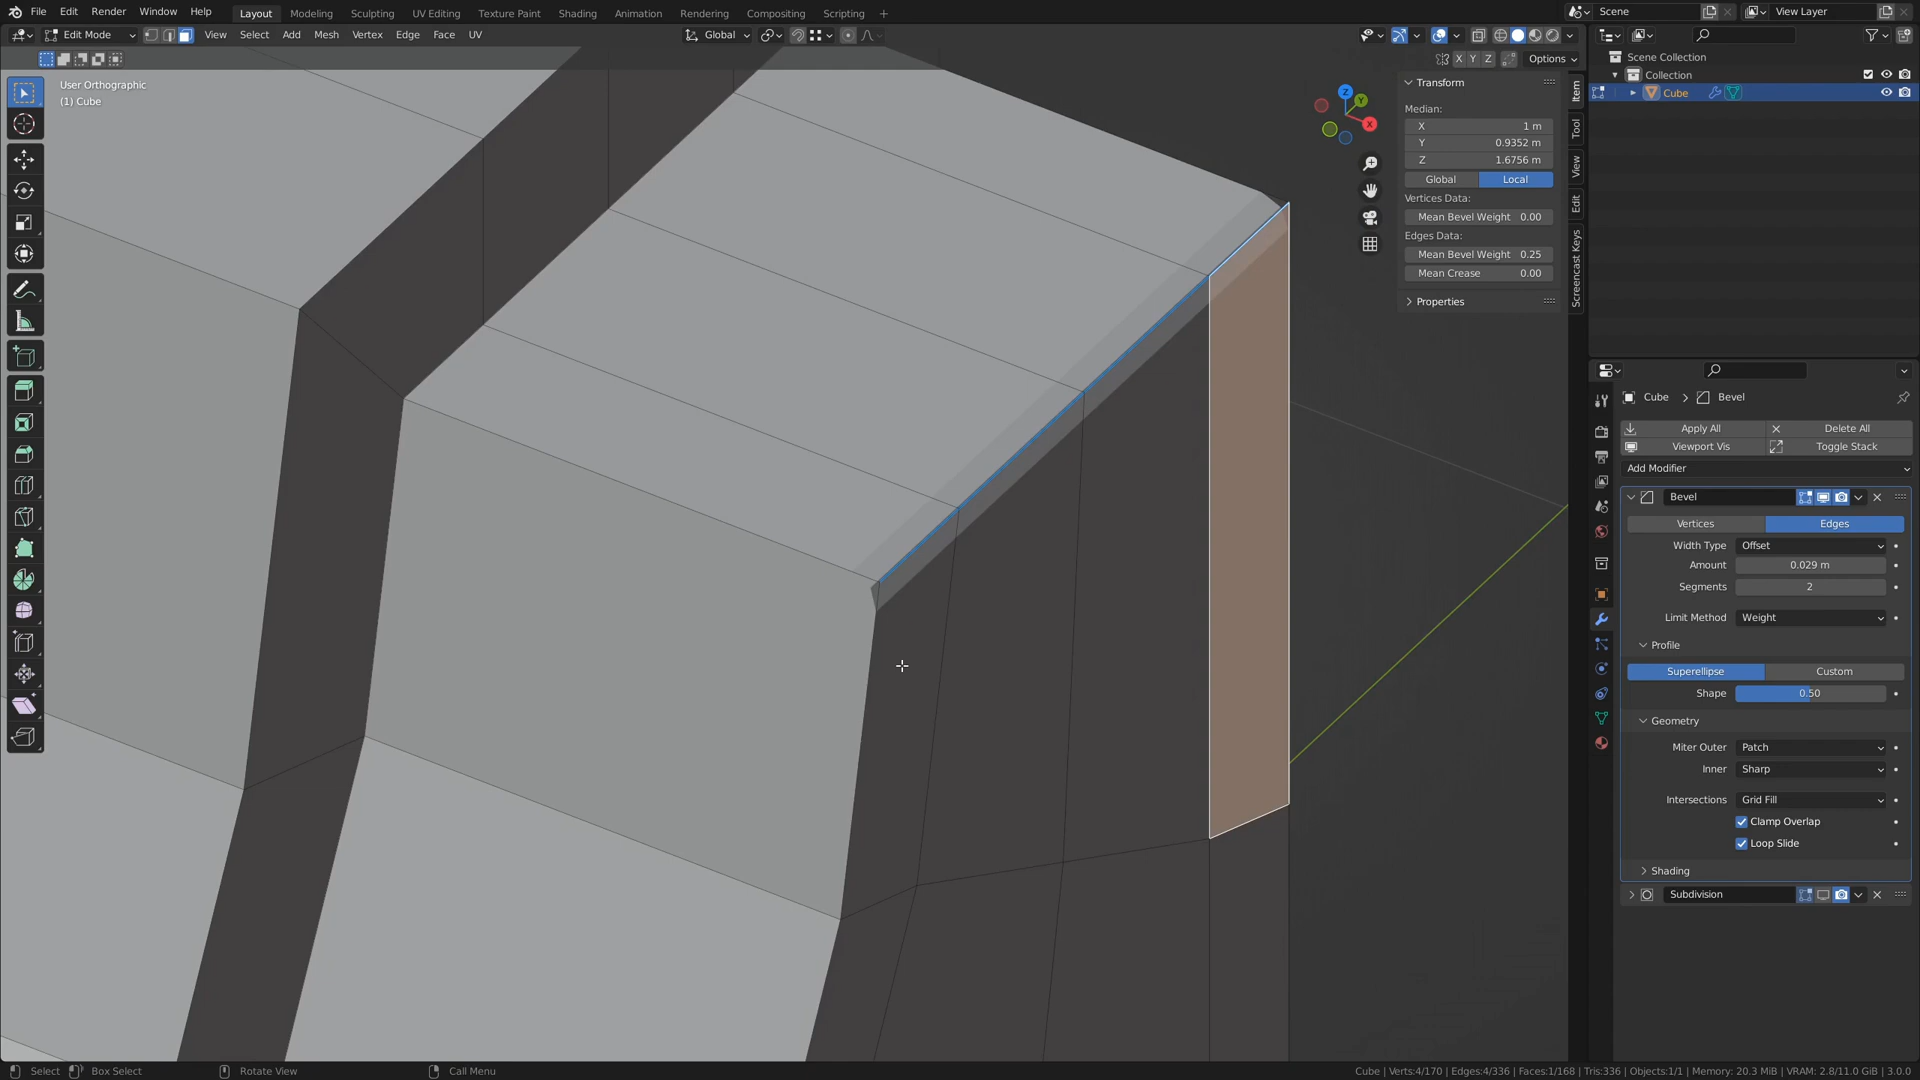 File Edit Render Window Help Layout Modeling Sculpting UV Editing Texture Paint Shading Animation Rendering Compositing Scripting +
Scene View Layer
Edit Mode View Select Add Mesh Vertex Edge Face UV Global
X Y Z Options
User Orthographic
(1) Cube
Z
Y
X
Transform
Median:
X 1 m
Y 0.9352 m
Z 1.6756 m
Global Local
Vertices Data:
Mean Bevel Weight 0.00
Edges Data:
Mean Bevel Weight 0.25
Mean Crease 0.00
Properties
Item
Tool
View
Edit
Screencast Keys
Scene Collection
Collection
Cube
Cube > Bevel
Apply All Delete All
Viewport Vis Toggle Stack
Add Modifier
Bevel
Vertices Edges
Width Type Offset
Amount 0.029 m
Segments 2
Limit Method Weight
Profile
Superellipse Custom
Shape 0.50
Geometry
Miter Outer Patch
Inner Sharp
Intersections Grid Fill
Clamp Overlap
Loop Slide
Shading
Subdivision
Select Box Select Rotate View Call Menu
Cube | Verts:4/170 | Edges:4/336 | Faces:1/168 | Tris:336 | Objects:1/1 | Memory: 20.3 MiB | VRAM: 2.8/11.0 GiB | 3.0.0